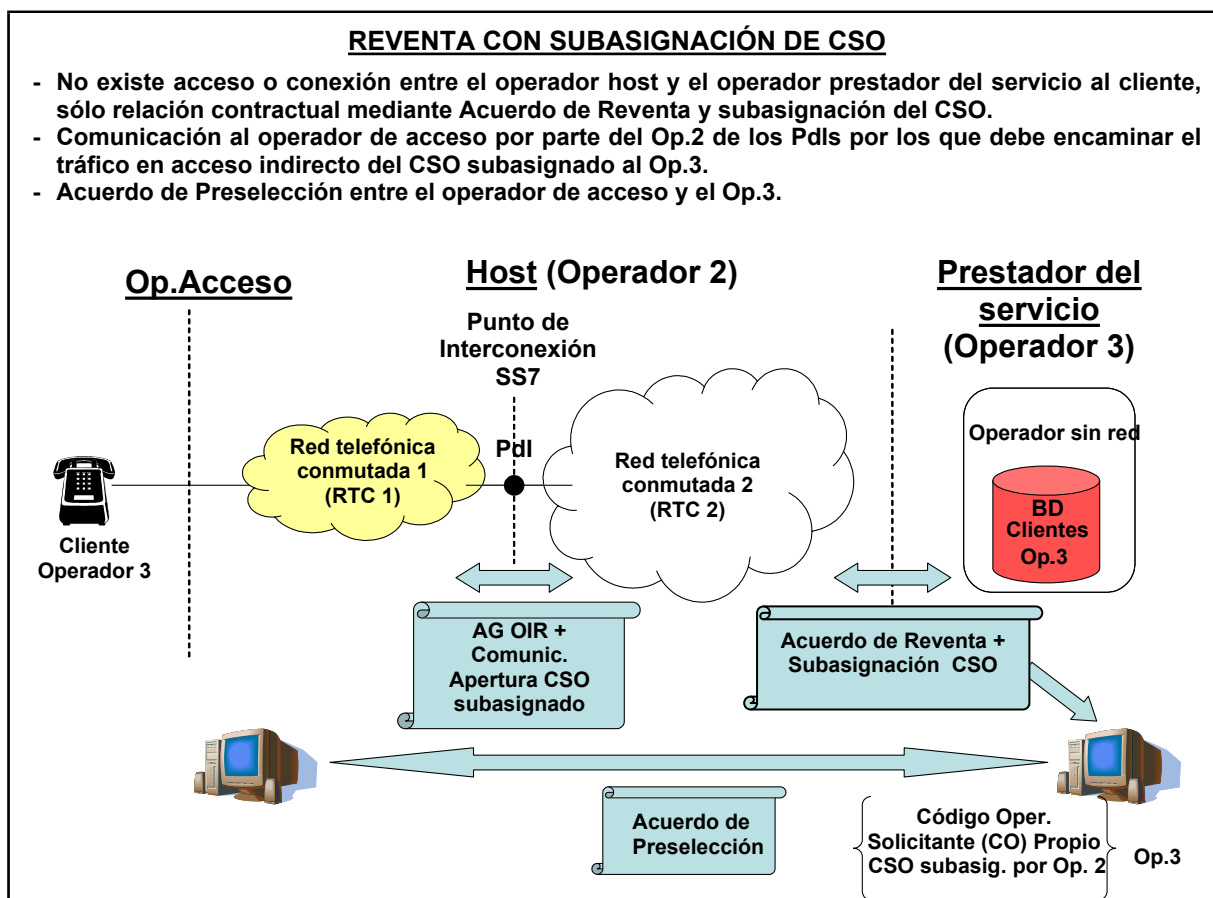 REVENTA CON SUBASIGNACIÓN DE CSO
- No existe acceso o conexión entre el operador host y el operador prestador del servicio al cliente,
sólo relación contractual mediante Acuerdo de Reventa y subasignación del CSO.
- Comunicación al operador de acceso por parte del Op.2 de los PdIs por los que debe encaminar el
tráfico en acceso indirecto del CSO subasignado al Op.3.
- Acuerdo de Preselección entre el operador de acceso y el Op.3.
Op.Acceso
Host (Operador 2)
Prestador del
servicio
(Operador 3)
Punto de
Interconexión
SS7
PdI
Red telefónica
conmutada 1
(RTC 1)
Red telefónica
conmutada 2
(RTC 2)
Operador sin red
BD
Clientes
Op.3
Cliente
Operador 3
AG OIR +
Comunic.
Apertura CSO
subasignado
Acuerdo de Reventa +
Subasignación CSO
Acuerdo de
Preselección
Código Oper.
Solicitante (CO) Propio
CSO subasig. por Op. 2
Op.3